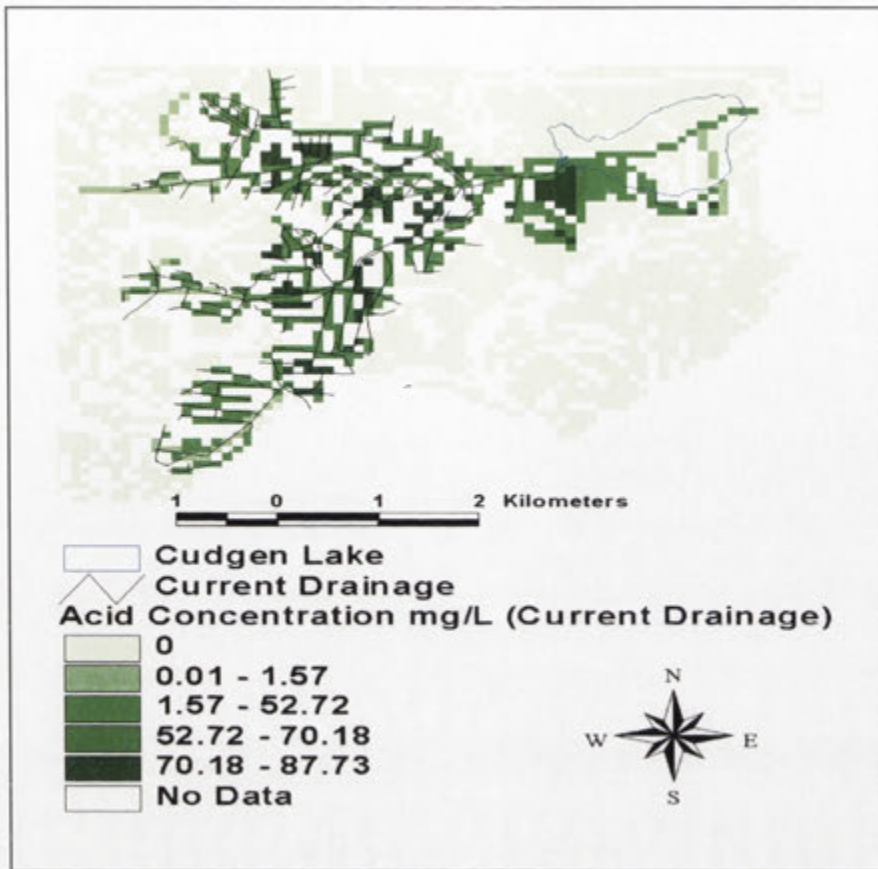 1 0 1 2 Kilometers
Cudgen Lake
Current Drainage
Acid Concentration mg/L (Current Drainage)
0
0.01 - 1.57
1.57 - 52.72
52.72 - 70.18
70.18 - 87.73
No Data
N
W E
S